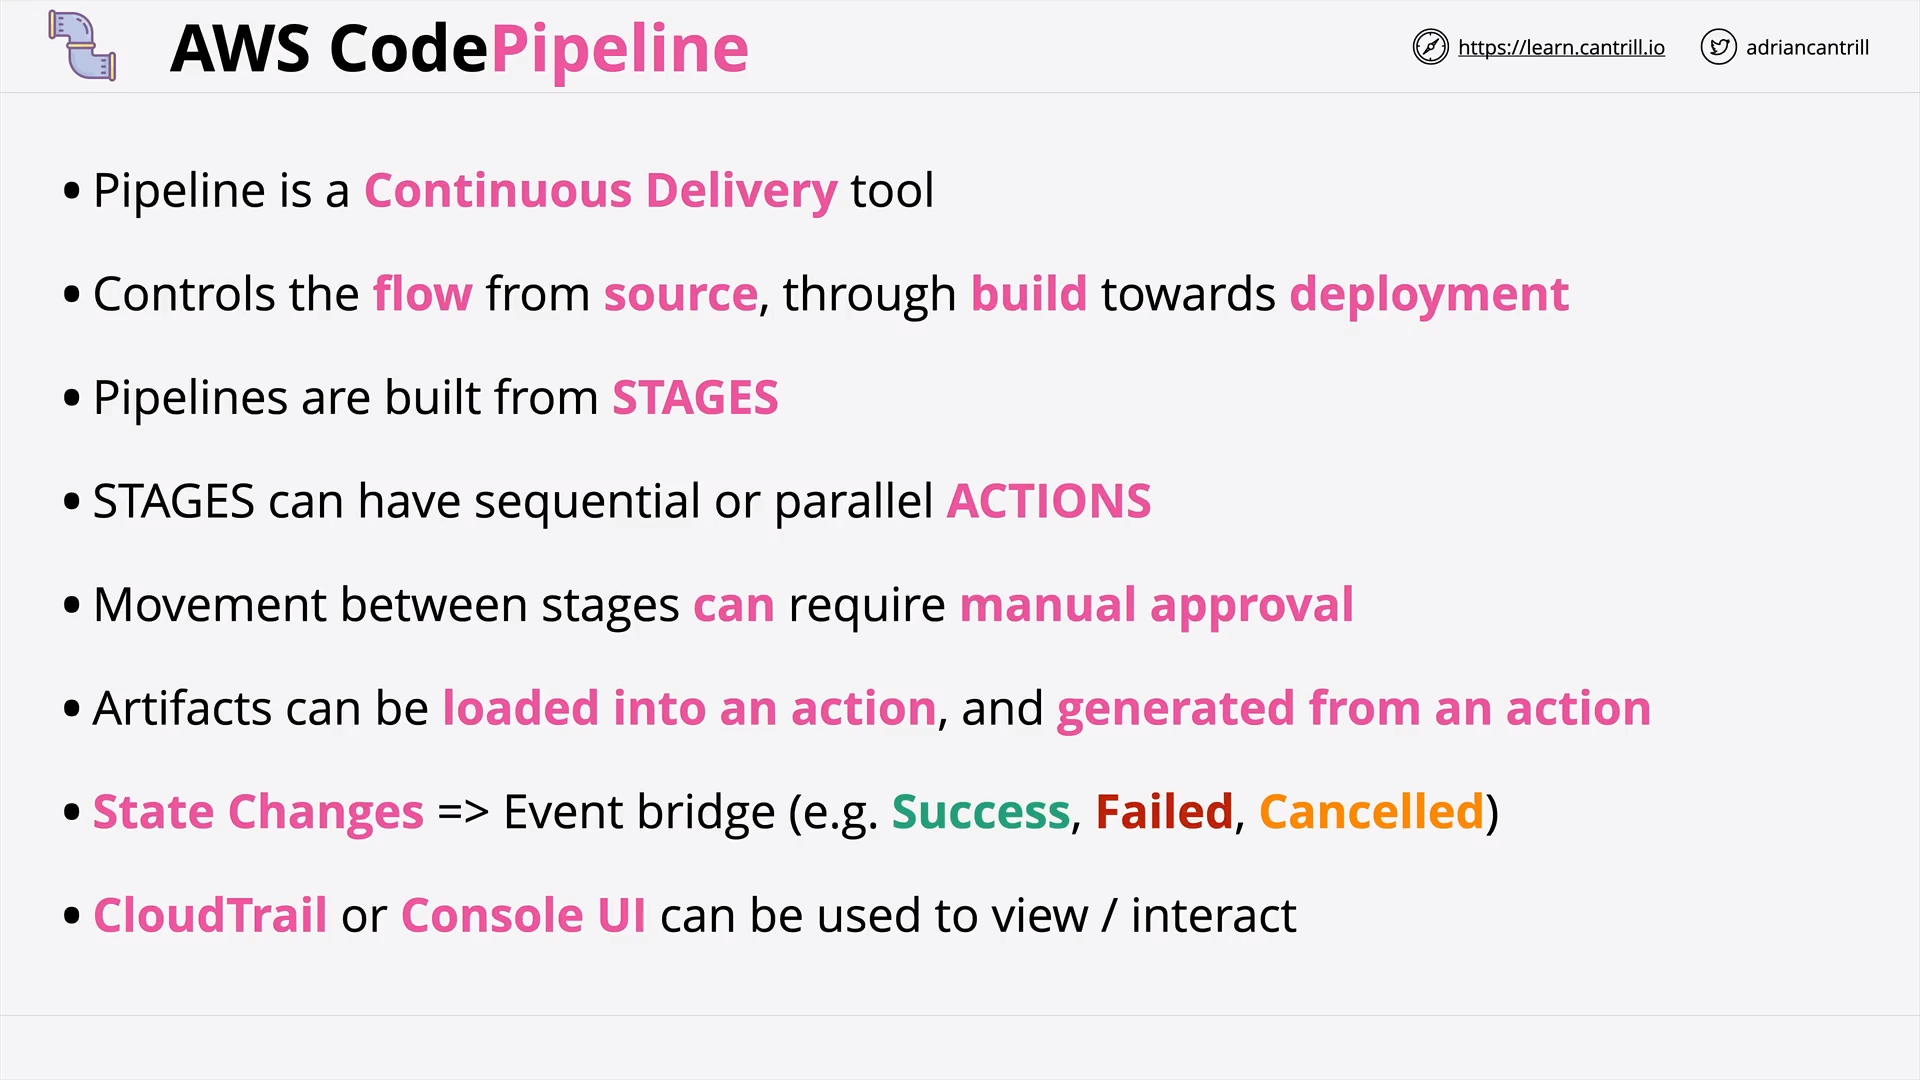 AWS CodePipeline
https://learn.cantrill.io
adriancantrill
• Pipeline is a Continuous Delivery tool
• Controls the flow from source, through build towards deployment
• Pipelines are built from STAGES
• STAGES can have sequential or parallel ACTIONS
• Movement between stages can require manual approval
• Artifacts can be loaded into an action, and generated from an action
• State Changes => Event bridge (e.g. Success, Failed, Cancelled)
• CloudTrail or Console UI can be used to view / interact